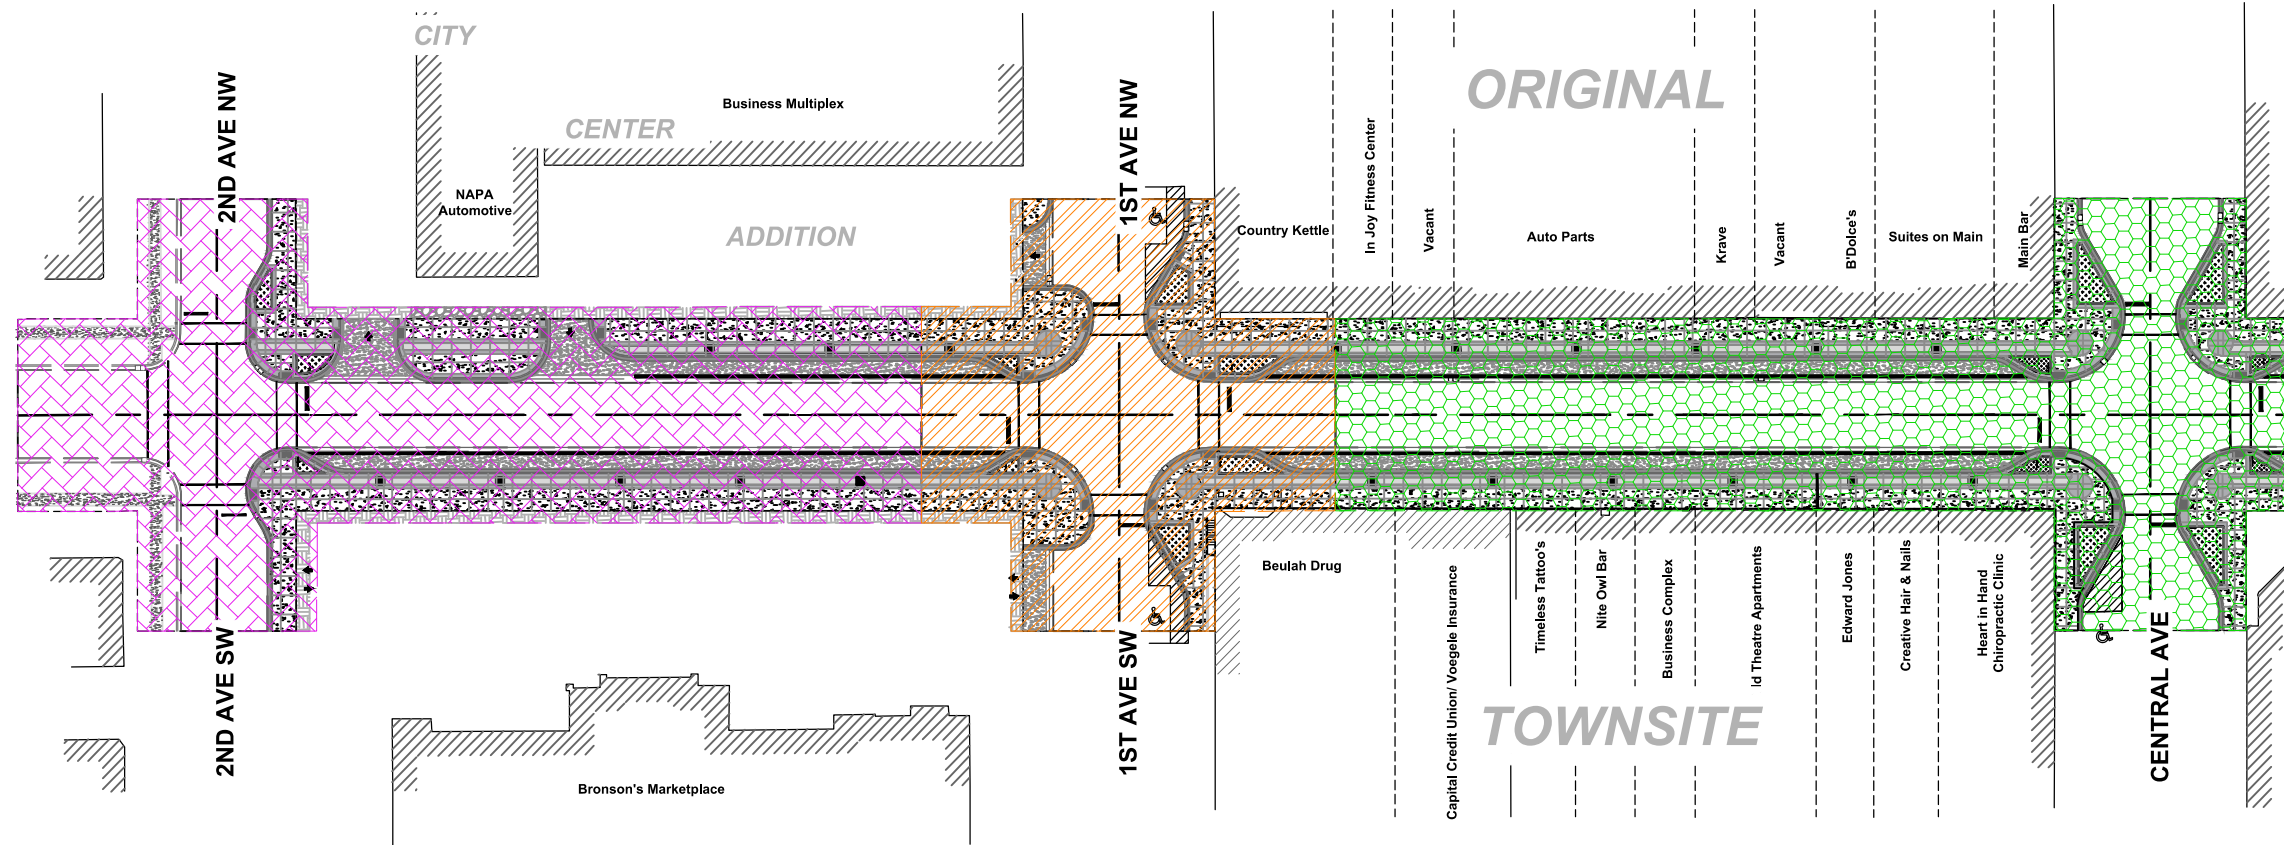 CITY
CENTER
ADDITION
ORIGINAL
TOWNSITE
2ND AVE NW
1ST AVE NW
Business Multiplex
NAPA
Automotive
Country Kettle
In Joy Fitness Center
Vacant
Auto Parts
Krave
Vacant
B'Dolce's
Suites on Main
Main Bar
2ND AVE SW
1ST AVE SW
CENTRAL AVE
Bronson's Marketplace
Beulah Drug
Capital Credit Union/ Voegele Insurance
Timeless Tattoo's
Nite Owl Bar
Business Complex
ld Theatre Apartments
Edward Jones
Creative Hair & Nails
Heart in Hand
Chiropractic Clinic